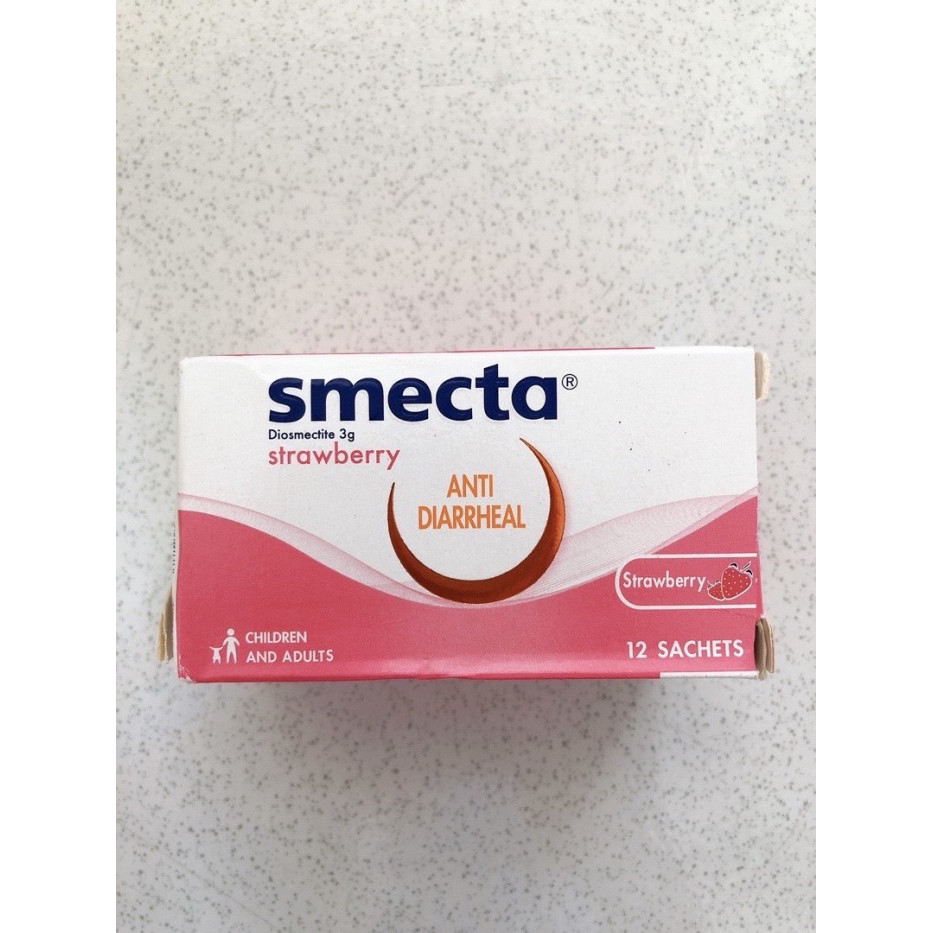 smecta®
Diosmectite 3g
strawberry
ANTI
DIARRHEAL
Strawberry
CHILDREN
AND ADULTS
12 SACHETS